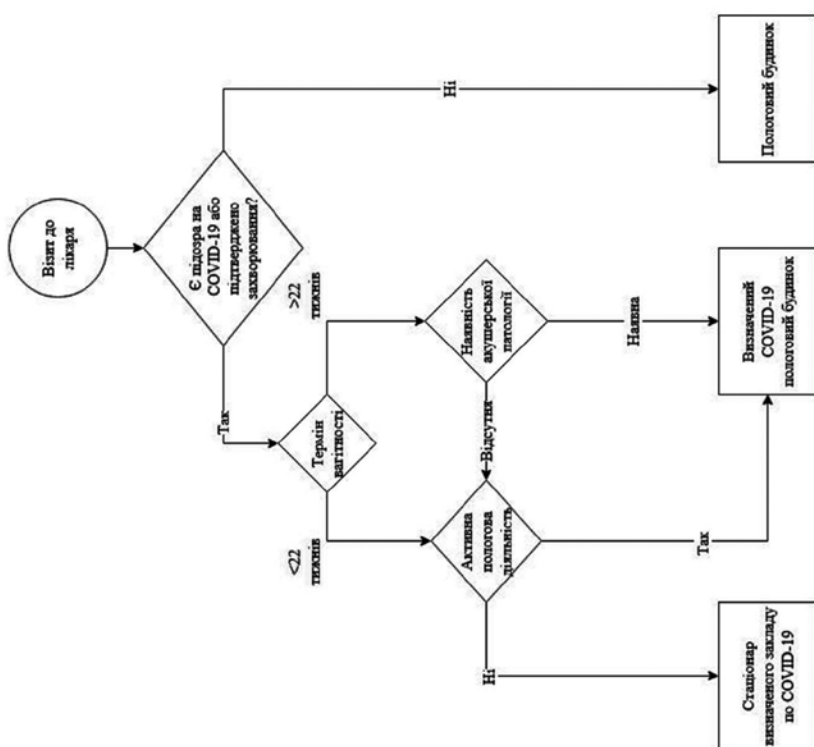 Візит до
лікаря
Є підозра на
COVID-19 або
підтверджено
захворювання?
Так
Ні
Термін
вагітності
<22
тижнів
>22
тижнів
Наявність
акушерської
патології
Відсутня
Наявна
Активна
пологова
діяльність
Ні
Так
Стаціонар
визначеного закладу
по COVID-19
Визначений
COVID-19
пологовий будинок
Пологовий будинок